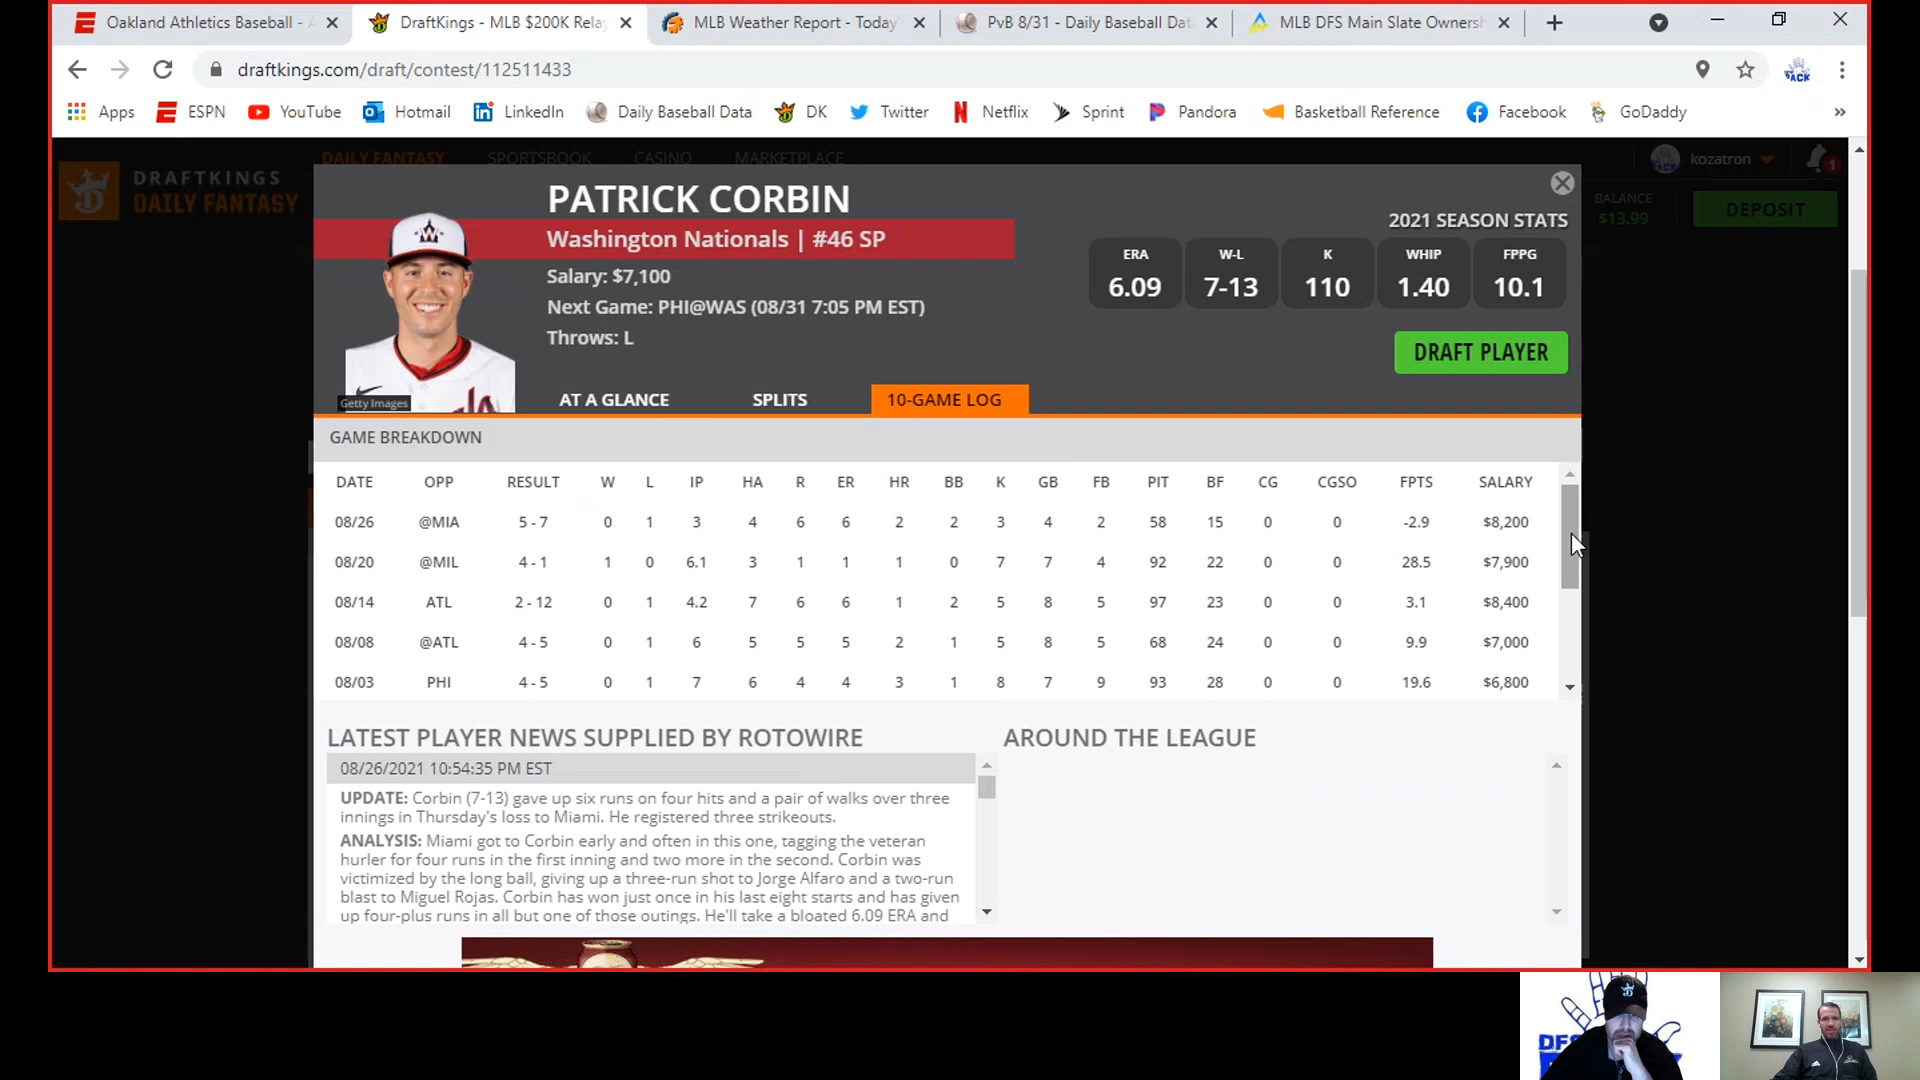 Oakland Athletics Baseball - A
DraftKings - MLB $200K Relay
MLB Weather Report - Today
PvB 8/31 - Daily Baseball Data
MLB DFS Main Slate Ownersh
draftkings.com/draft/contest/112511433
Apps ESPN YouTube Hotmail LinkedIn Daily Baseball Data DK Twitter Netflix Sprint Pandora Basketball Reference Facebook GoDaddy »
DAILY FANTASY SPORTSBOOK CASINO MARKETPLACE
kozatron
1
DRAFTKINGS
DAILY FANTASY
BALANCE
$13.99
DEPOSIT
PATRICK CORBIN
Washington Nationals | #46 SP
Salary: $7,100
Next Game: PHI@WAS (08/31 7:05 PM EST)
Throws: L
Getty Images
2021 SEASON STATS
ERA W-L K WHIP FPPG
6.09 7-13 110 1.40 10.1
DRAFT PLAYER
AT A GLANCE SPLITS 10-GAME LOG
GAME BREAKDOWN
DATE OPP RESULT W L IP HA R ER HR BB K GB FB PIT BF CG CGSO FPTS SALARY
08/26 @MIA 5 - 7 0 1 3 4 6 6 2 2 3 4 2 58 15 0 0 -2.9 $8,200
08/20 @MIL 4 - 1 1 0 6.1 3 1 1 1 0 7 7 4 92 22 0 0 28.5 $7,900
08/14 ATL 2 - 12 0 1 4.2 7 6 6 1 2 5 8 5 97 23 0 0 3.1 $8,400
08/08 @ATL 4 - 5 0 1 6 5 5 5 2 1 5 8 5 68 24 0 0 9.9 $7,000
08/03 PHI 4 - 5 0 1 7 6 4 4 3 1 8 7 9 93 28 0 0 19.6 $6,800
LATEST PLAYER NEWS SUPPLIED BY ROTOWIRE
08/26/2021 10:54:35 PM EST
UPDATE: Corbin (7-13) gave up six runs on four hits and a pair of walks over three
innings in Thursday's loss to Miami. He registered three strikeouts.
ANALYSIS: Miami got to Corbin early and often in this one, tagging the veteran
hurler for four runs in the first inning and two more in the second. Corbin was
victimized by the long ball, giving up a three-run shot to Jorge Alfaro and a two-run
blast to Miguel Rojas. Corbin has won just once in his last eight starts and has given
up four-plus runs in all but one of those outings. He'll take a bloated 6.09 ERA and
AROUND THE LEAGUE
DFS